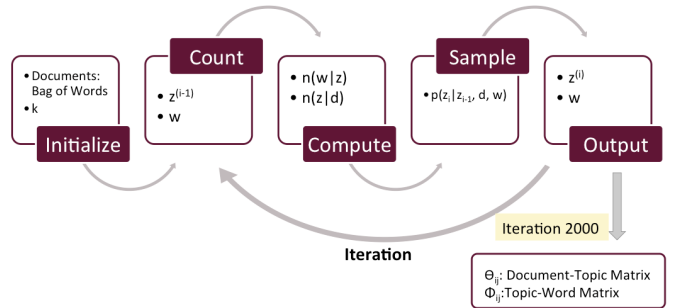 • Documents:
Bag of Words
• k
Initialize
Count
• z⁽ⁱ⁻¹⁾
• w
• n(w|z)
• n(z|d)
Compute
Sample
• p(zᵢ|zᵢ₋₁, d, w)
• z⁽ⁱ⁾
• w
Output
Iteration
Iteration 2000
Θᵢⱼ: Document-Topic Matrix
Φᵢⱼ:Topic-Word Matrix